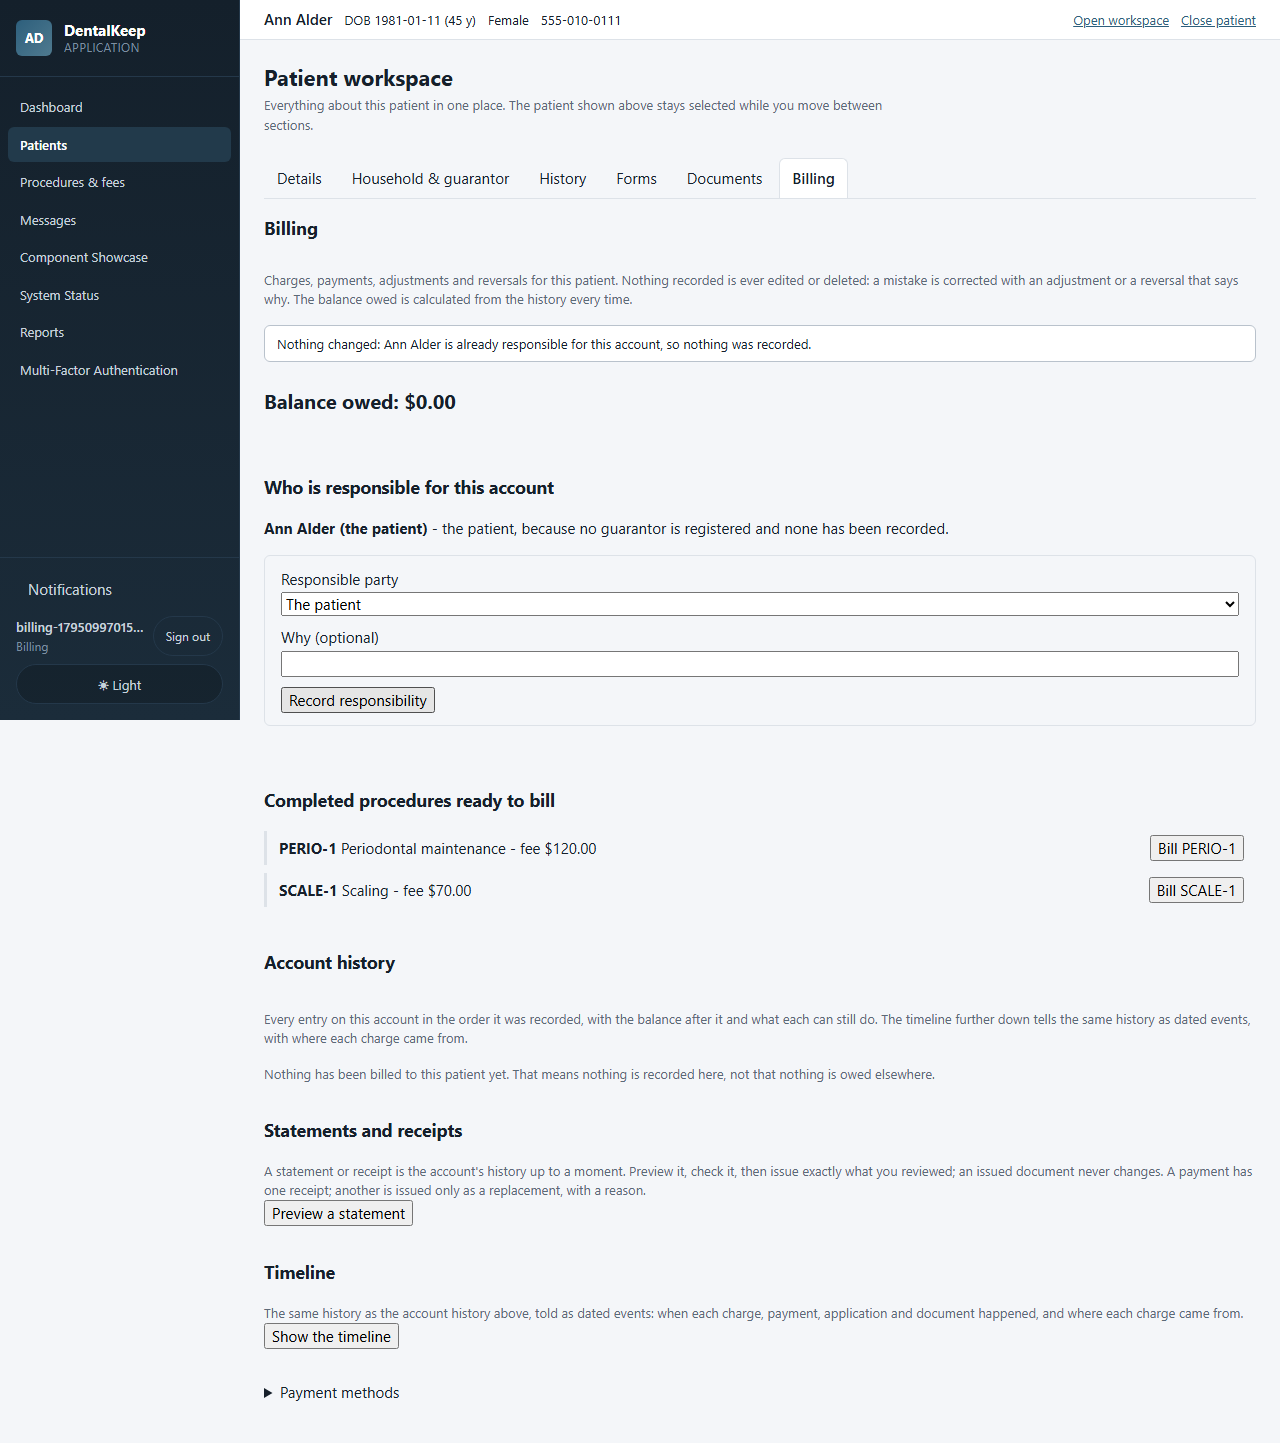 AD
DentalKeep
APPLICATION
Dashboard
Patients
Procedures & fees
Messages
Component Showcase
System Status
Reports
Multi-Factor Authentication
Notifications
billing-17950997015...
Billing
Sign out
☀ Light
Ann Alder DOB 1981-01-11 (45 y) Female 555-010-0111
Open workspace Close patient
Patient workspace
Everything about this patient in one place. The patient shown above stays selected while you move between
sections.
Details Household & guarantor History Forms Documents Billing
Billing
Charges, payments, adjustments and reversals for this patient. Nothing recorded is ever edited or deleted: a mistake is corrected with an adjustment or a reversal that says
why. The balance owed is calculated from the history every time.
Nothing changed: Ann Alder is already responsible for this account, so nothing was recorded.
Balance owed: $0.00
Who is responsible for this account
Ann Alder (the patient) - the patient, because no guarantor is registered and none has been recorded.
Responsible party
The patient
Why (optional)
Record responsibility
Completed procedures ready to bill
PERIO-1 Periodontal maintenance - fee $120.00 Bill PERIO-1
SCALE-1 Scaling - fee $70.00 Bill SCALE-1
Account history
Every entry on this account in the order it was recorded, with the balance after it and what each can still do. The timeline further down tells the same history as dated events,
with where each charge came from.
Nothing has been billed to this patient yet. That means nothing is recorded here, not that nothing is owed elsewhere.
Statements and receipts
A statement or receipt is the account's history up to a moment. Preview it, check it, then issue exactly what you reviewed; an issued document never changes. A payment has
one receipt; another is issued only as a replacement, with a reason.
Preview a statement
Timeline
The same history as the account history above, told as dated events: when each charge, payment, application and document happened, and where each charge came from.
Show the timeline
Payment methods